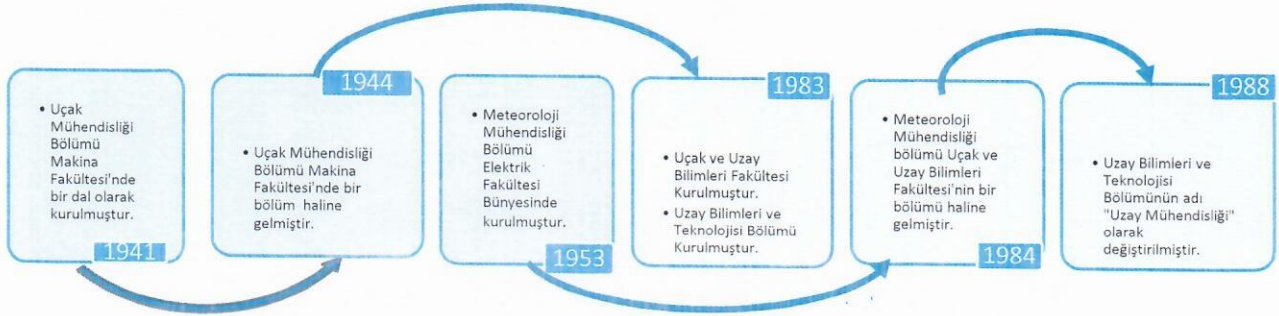 • Uçak
Mühendisliği
Bölümü
Makina
Fakültesi'nde
bir dal olarak
kurulmuştur.
1941
1944
• Uçak Mühendisliği
Bölümü Makina
Fakültesi'nde bir
bölüm haline
gelmiştir.
• Meteoroloji
Mühendisliği
Bölümü
Elektrik
Fakültesi
Bünyesinde
kurulmuştur.
1953
1983
• Uçak ve Uzay
Bilimleri Fakültesi
Kurulmuştur.
• Uzay Bilimleri ve
Teknolojisi Bölümü
Kurulmuştur.
• Meteoroloji
Mühendisliği
bölümü Uçak ve
Uzay Bilimleri
Fakültesi'nin bir
bölümü haline
gelmiştir.
1984
1988
• Uzay Bilimleri ve
Teknolojisi
Bölümünün adı
"Uzay Mühendisliği"
olarak
değiştirilmiştir.